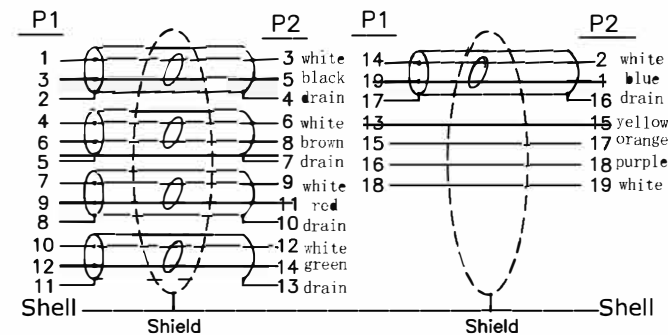 P1 P2
1 3 white
3 5 black
2 4 drain
4 6 white
6 8 brown
5 7 drain
7 9 white
9 11 red
8 10 drain
10 12 white
12 14 green
11 13 drain
P1 P2
14 2 white
19 1 blue
17 16 drain
13 15 yellow
15 17 orange
16 18 purple
18 19 white
Shell Shell
Shield Shield